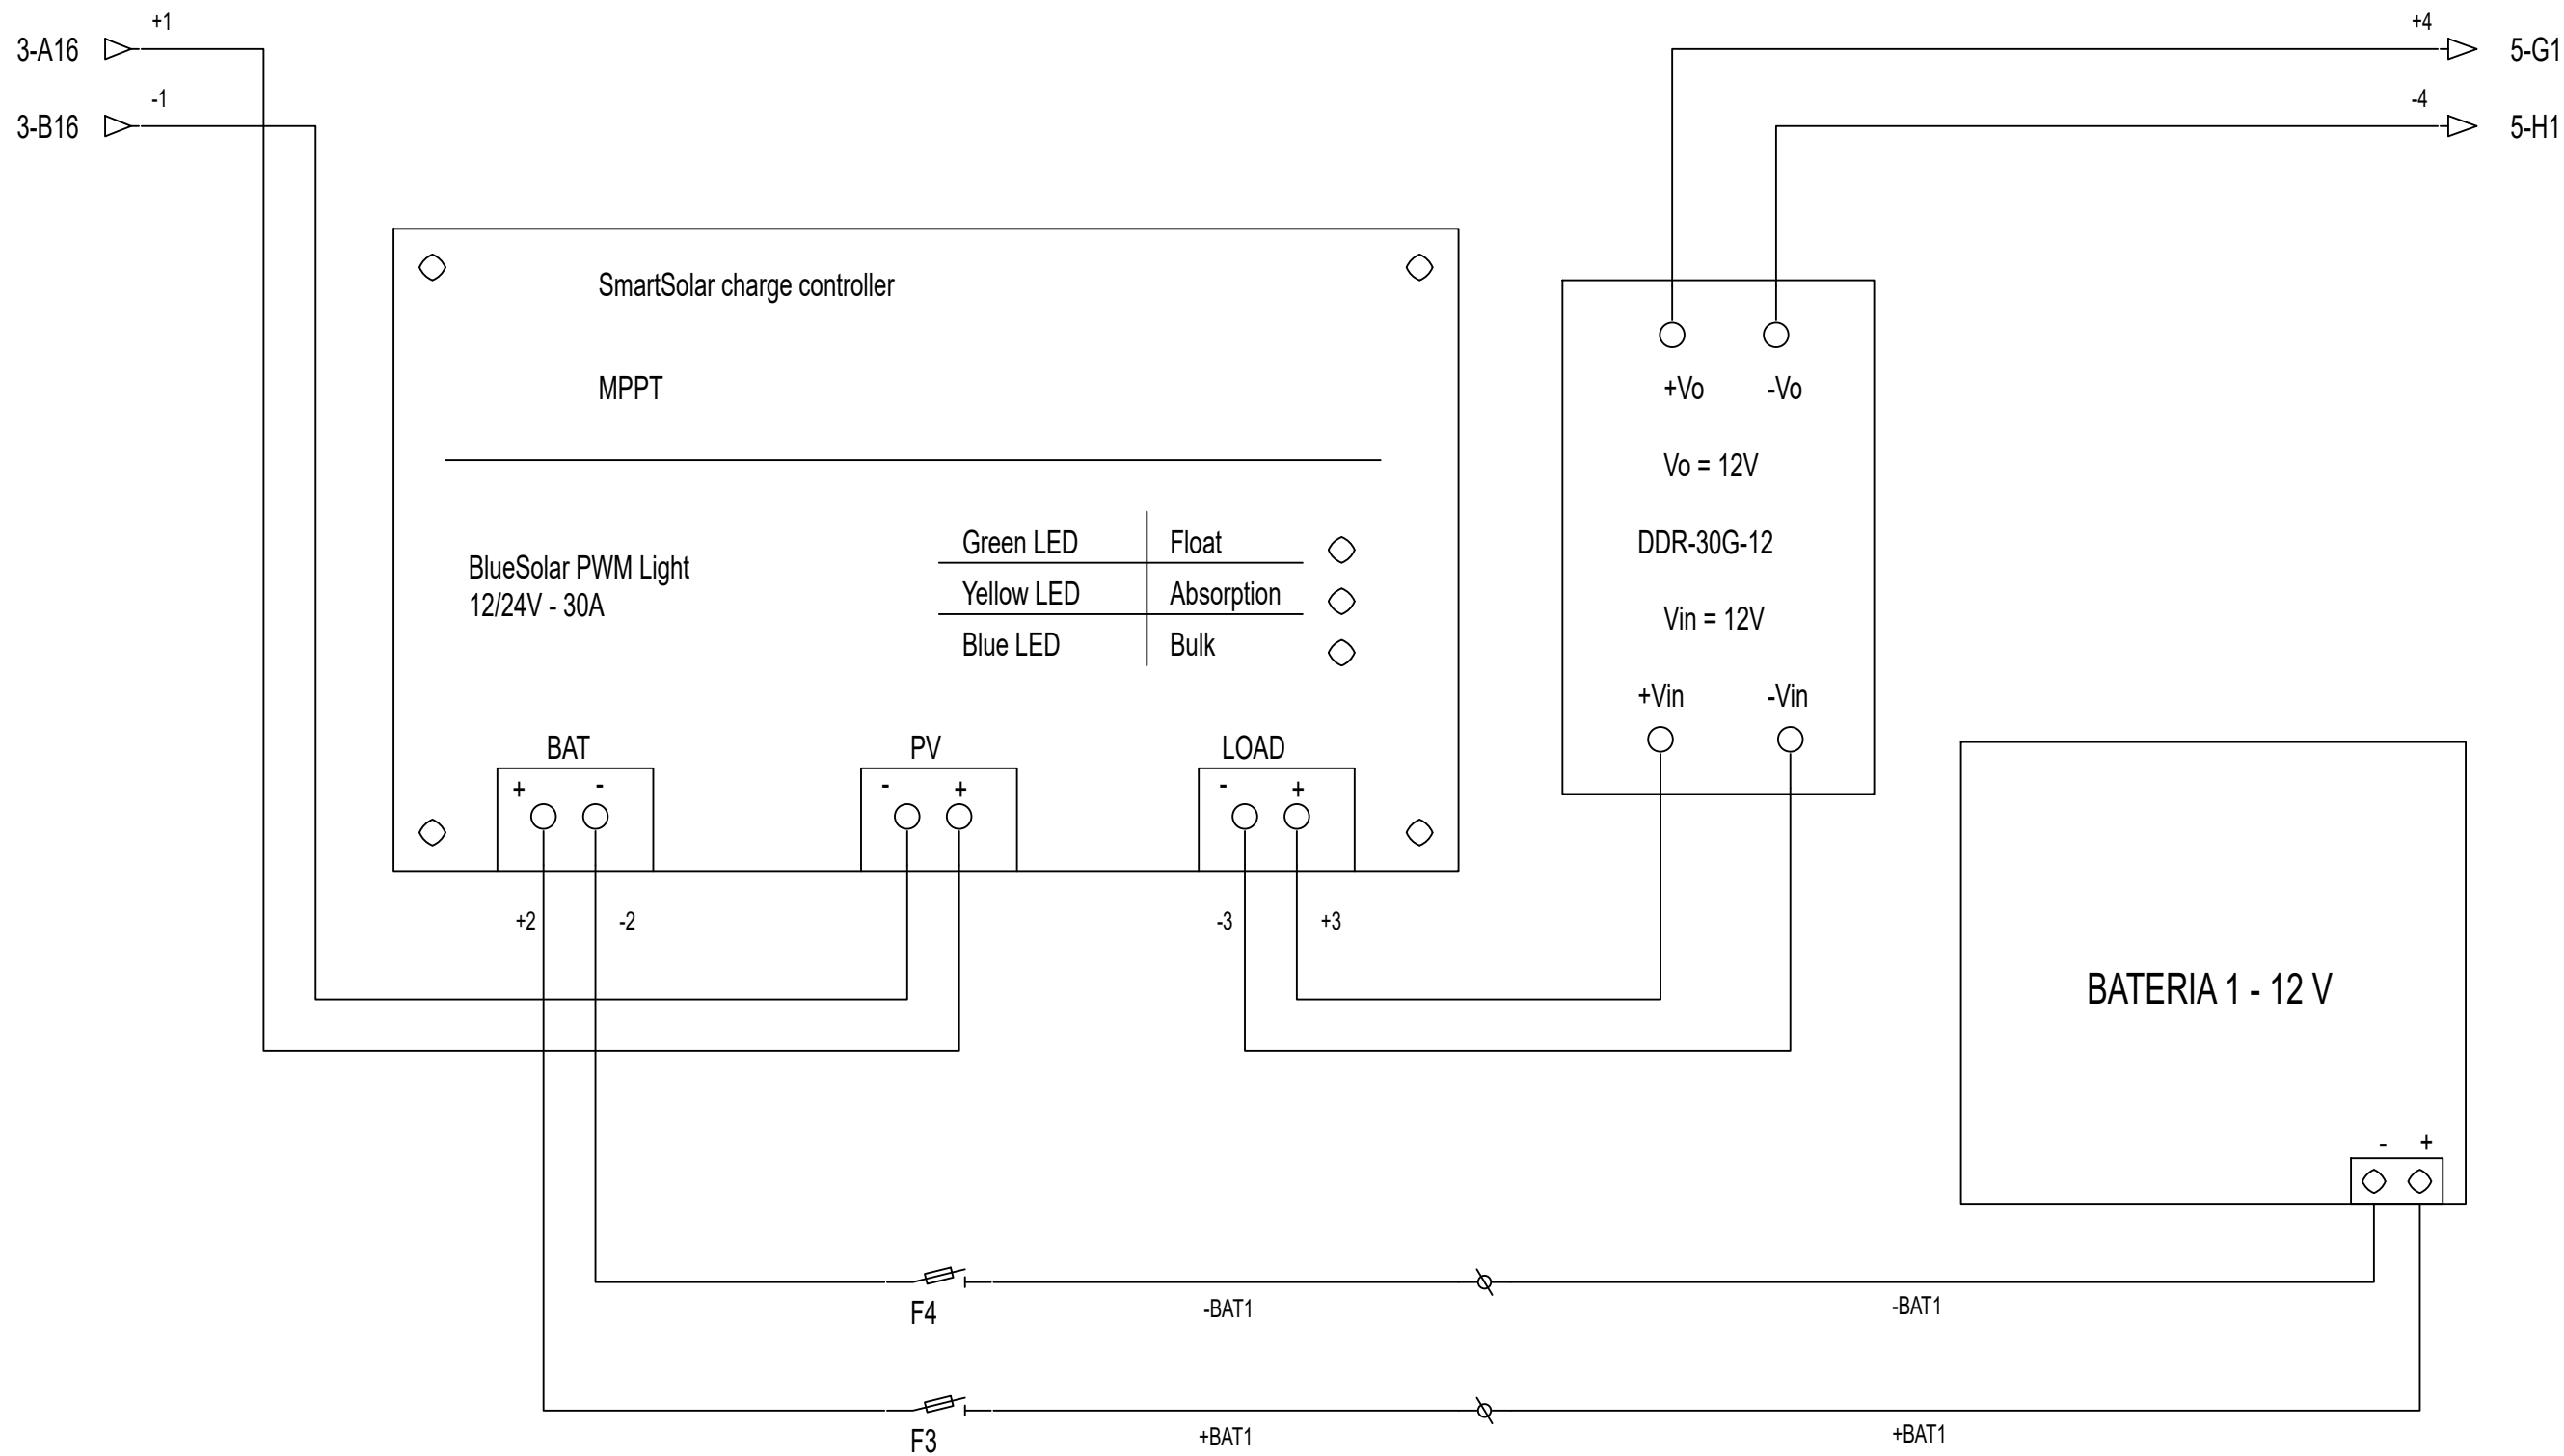 +1
3-A16
-1
3-B16
+4
5-G1
-4
5-H1
SmartSolar charge controller
MPPT
BlueSolar PWM Light
12/24V - 30A
Green LED Float
Yellow LED Absorption
Blue LED Bulk
BAT
+ -
PV
- +
LOAD
- +
+2 -2
-3 +3
+Vo -Vo
Vo = 12V
DDR-30G-12
Vin = 12V
+Vin -Vin
BATERIA 1 - 12 V
- +
F4
-BAT1
-BAT1
F3
+BAT1
+BAT1